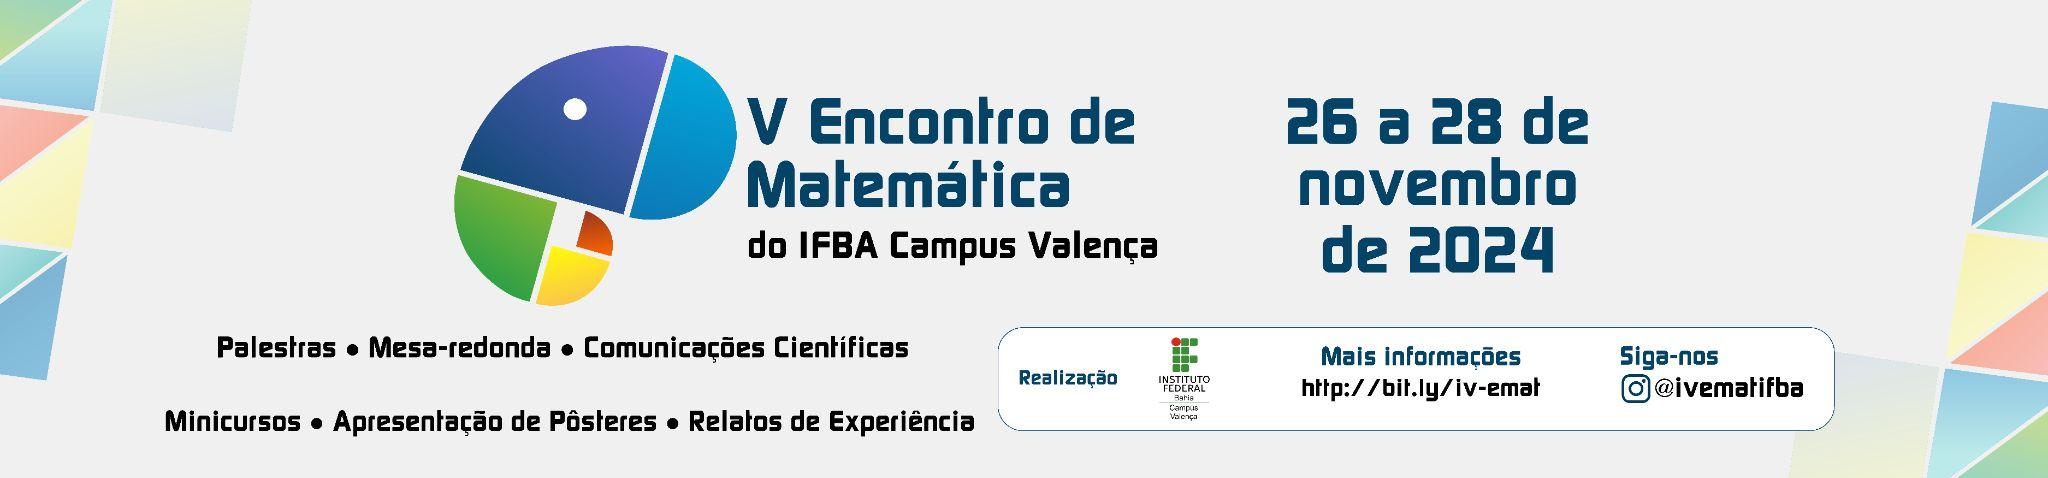 V Encontro de
Matemática
do IFBA Campus Valença
26 a 28 de
novembro
de 2024
Palestras • Mesa-redonda • Comunicações Científicas
Minicursos • Apresentação de Pôsteres • Relatos de Experiência
Realização
INSTITUTO
FEDERAL
Bahia
Campus
Valença
Mais informações
http://bit.ly/iv-emat
Siga-nos
@ivematifba